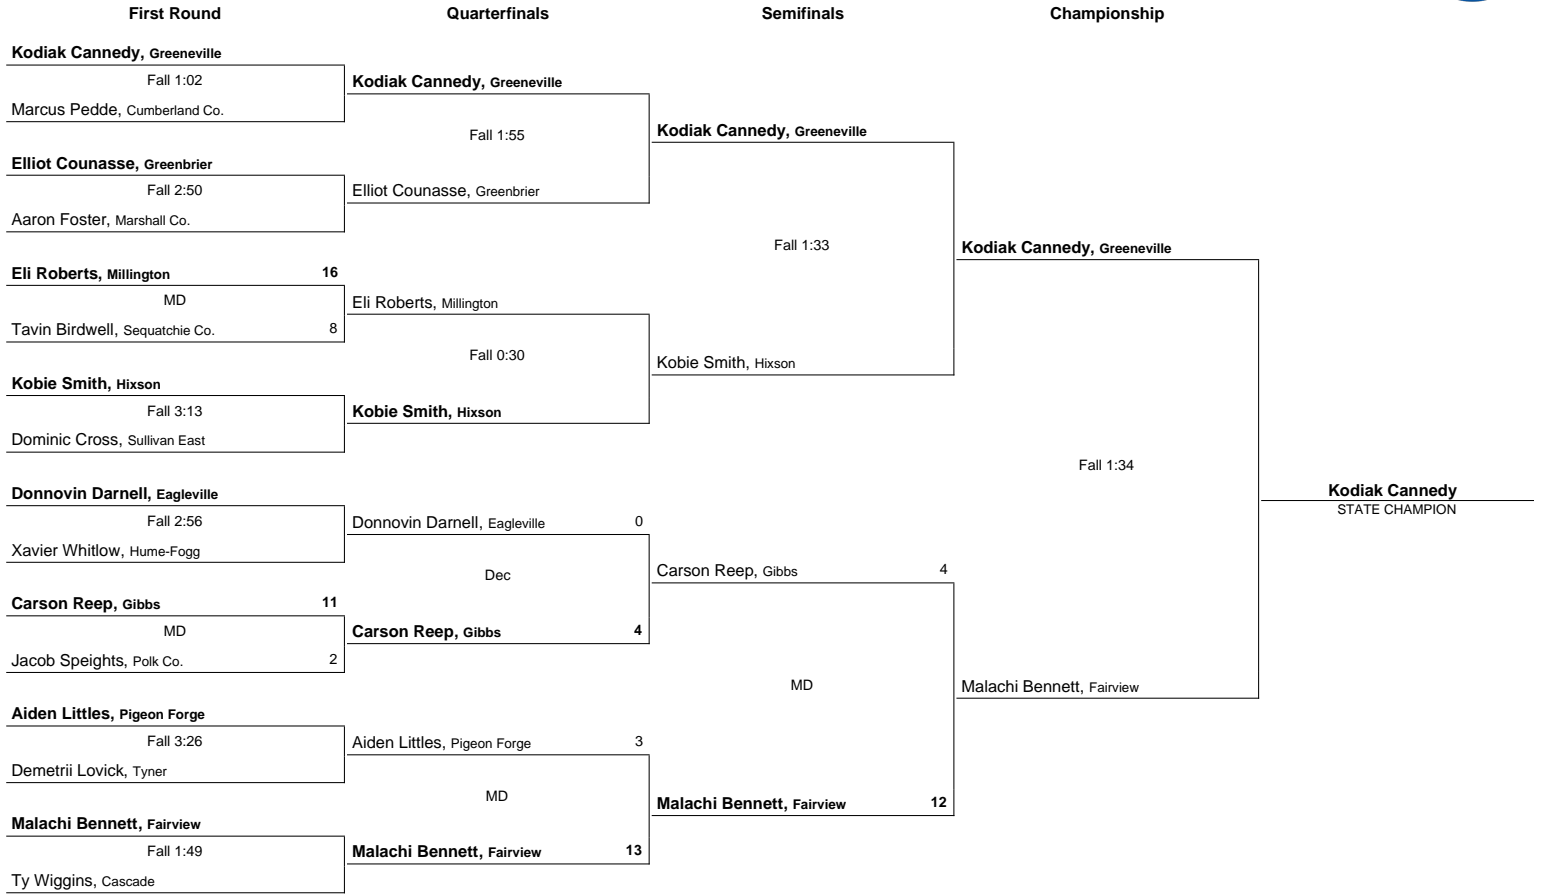 First Round Quarterfinals Semifinals Championship
Kodiak Cannedy, Greeneville
Fall 1:02
Marcus Pedde, Cumberland Co.
Elliot Counasse, Greenbrier
Fall 2:50
Aaron Foster, Marshall Co.
Eli Roberts, Millington 16
MD
Tavin Birdwell, Sequatchie Co. 8
Kobie Smith, Hixson
Fall 3:13
Dominic Cross, Sullivan East
Donnovin Darnell, Eagleville
Fall 2:56
Xavier Whitlow, Hume-Fogg
Carson Reep, Gibbs 11
MD
Jacob Speights, Polk Co. 2
Aiden Littles, Pigeon Forge
Fall 3:26
Demetrii Lovick, Tyner
Malachi Bennett, Fairview
Fall 1:49
Ty Wiggins, Cascade
Kodiak Cannedy, Greeneville
Fall 1:55
Elliot Counasse, Greenbrier
Eli Roberts, Millington
Fall 0:30
Kobie Smith, Hixson
Donnovin Darnell, Eagleville 0
Dec
Carson Reep, Gibbs 4
Aiden Littles, Pigeon Forge 3
MD
Malachi Bennett, Fairview 13
Kodiak Cannedy, Greeneville
Fall 1:33
Kobie Smith, Hixson
Carson Reep, Gibbs 4
MD
Malachi Bennett, Fairview 12
Kodiak Cannedy, Greeneville
Fall 1:34
Malachi Bennett, Fairview
Kodiak Cannedy
STATE CHAMPION